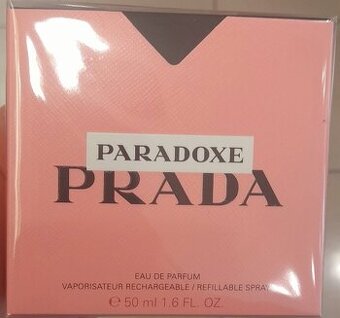 PARADOXE
PRADA
EAU DE PARFUM
VAPORISATEUR RECHARGEABLE / REFILLABLE SPRAY
℮ 50 ml 1.6 FL. OZ.